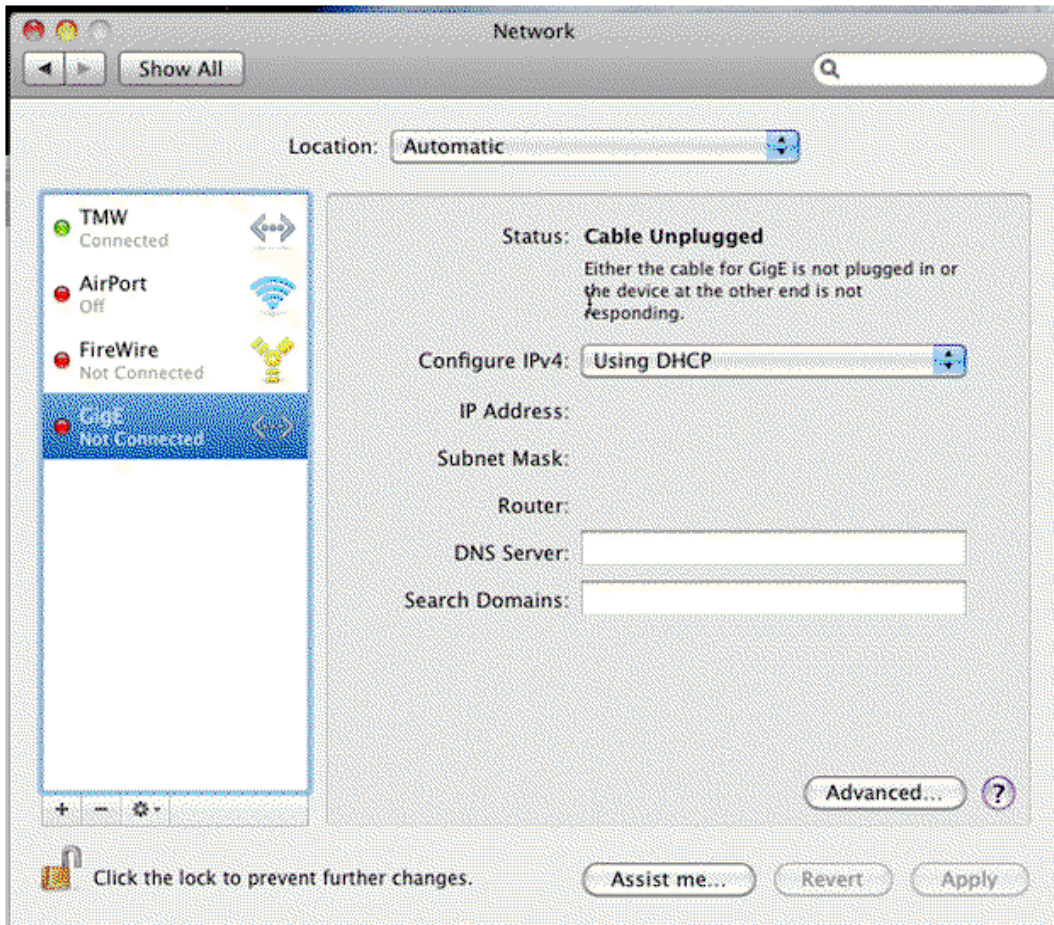 Network
Show All
Location: Automatic
TMW
Connected
AirPort
Off
FireWire
Not Connected
GigE
Not Connected
Status: Cable Unplugged
Either the cable for GigE is not plugged in or
the device at the other end is not
responding.
Configure IPv4: Using DHCP
IP Address:
Subnet Mask:
Router:
DNS Server:
Search Domains:
Advanced... ?
Click the lock to prevent further changes.
Assist me... Revert Apply